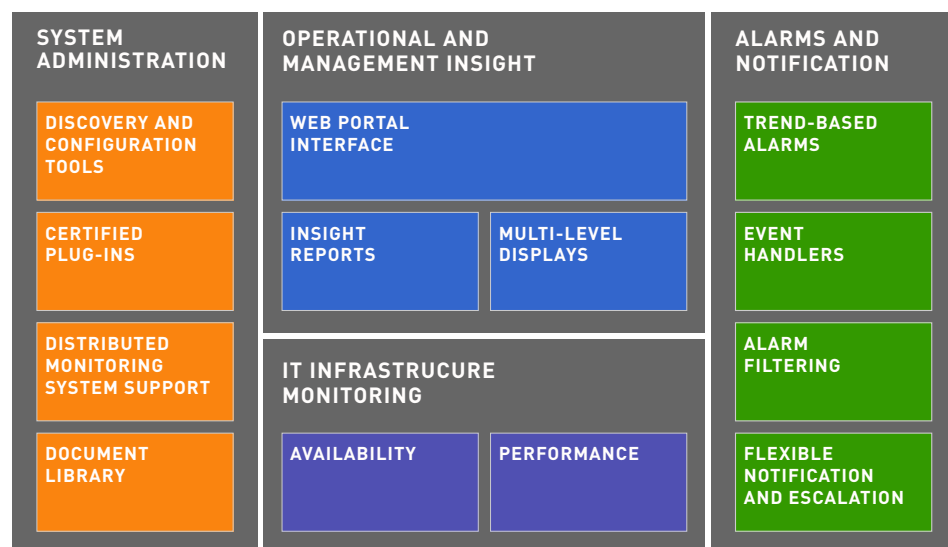 SYSTEM
ADMINISTRATION
DISCOVERY AND
CONFIGURATION
TOOLS
CERTIFIED
PLUG-INS
DISTRIBUTED
MONITORING
SYSTEM SUPPORT
DOCUMENT
LIBRARY
OPERATIONAL AND
MANAGEMENT INSIGHT
WEB PORTAL
INTERFACE
INSIGHT
REPORTS
MULTI-LEVEL
DISPLAYS
IT INFRASTRUCURE
MONITORING
AVAILABILITY
PERFORMANCE
ALARMS AND
NOTIFICATION
TREND-BASED
ALARMS
EVENT
HANDLERS
ALARM
FILTERING
FLEXIBLE
NOTIFICATION
AND ESCALATION